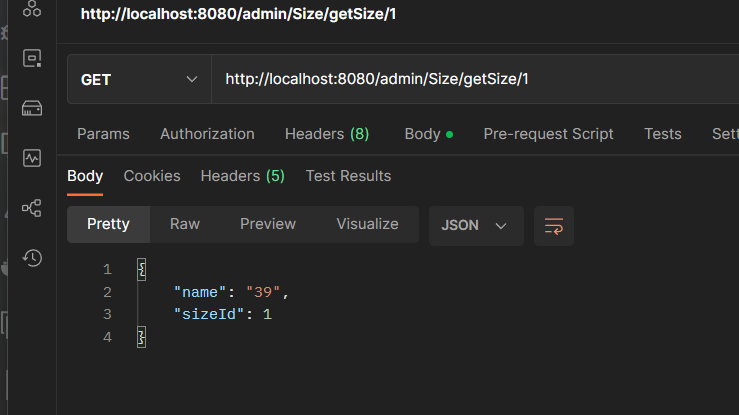 http://localhost:8080/admin/Size/getSize/1
GET http://localhost:8080/admin/Size/getSize/1
Params Authorization Headers (8) Body Pre-request Script Tests Sett
Body Cookies Headers (5) Test Results
Pretty Raw Preview Visualize JSON
1 {
2 "name": "39",
3 "sizeId": 1
4 }